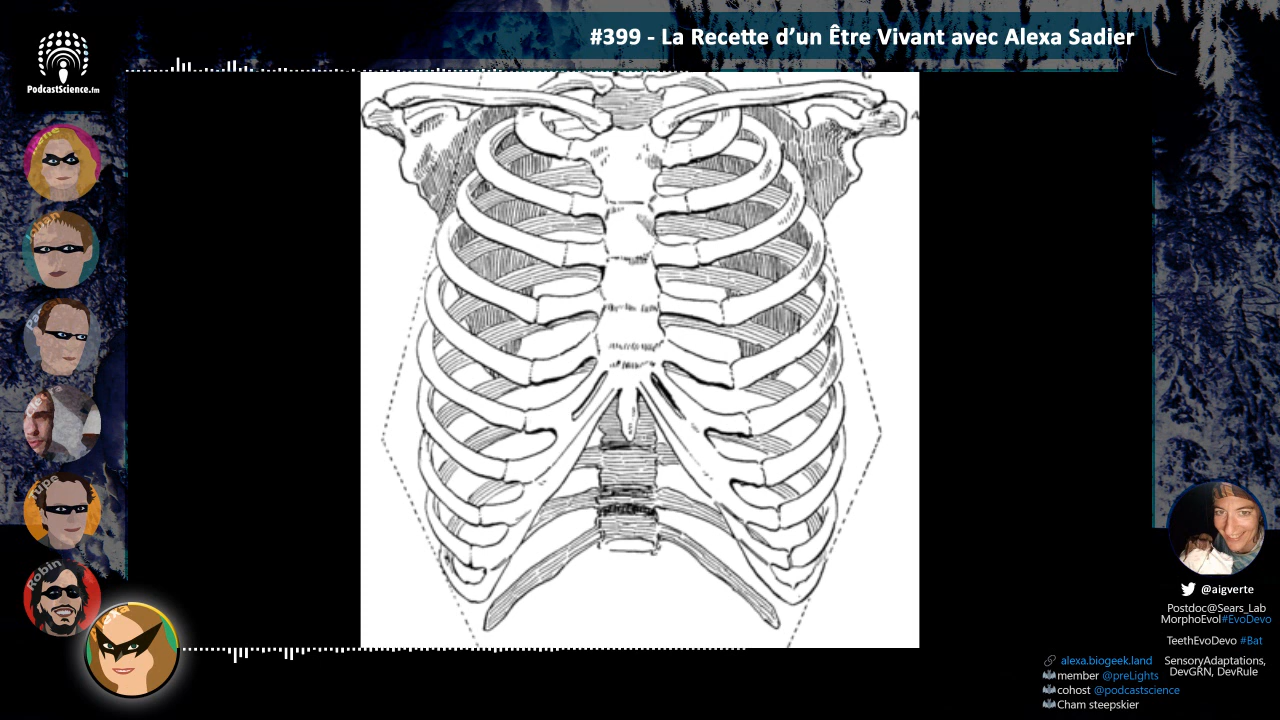 #399 - La Recette d’un Être Vivant avec Alexa Sadier
PodcastScience.fm
Robin
Alexa
@aigverte
Postdoc@Sears_Lab
MorphoEvol#EvoDevo
TeethEvoDevo #Bat
SensoryAdaptations,
DevGRN, DevRule
alexa.biogeek.land
member @preLights
cohost @podcastscience
Cham steepskier